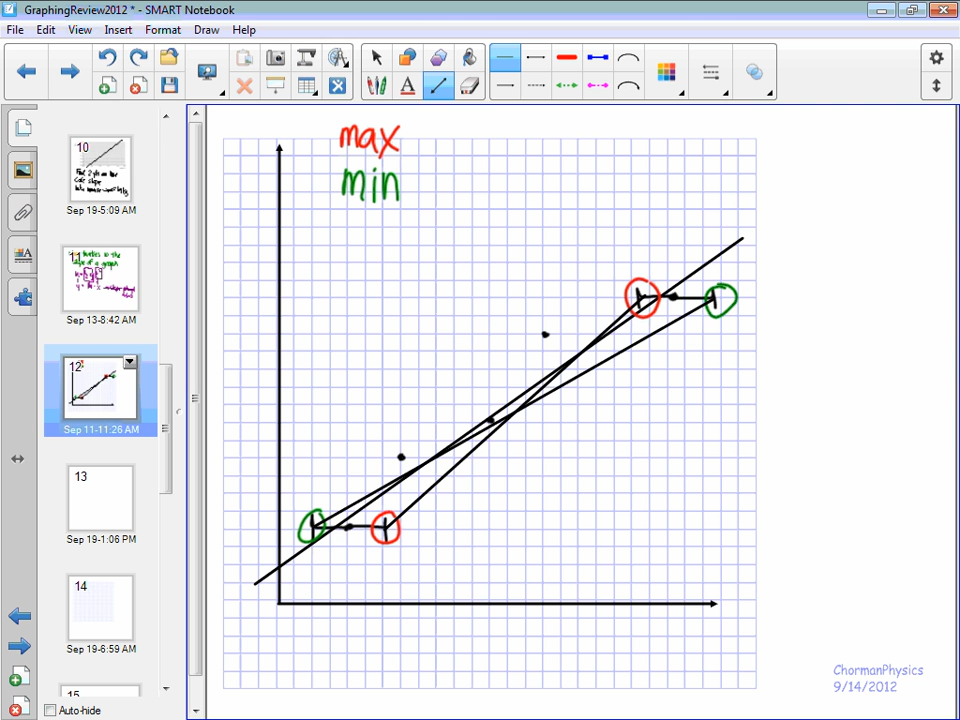 GraphingReview2012 * - SMART Notebook
File Edit View Insert Format Draw Help
max
min
10
Sep 19-5:09 AM
11
Sep 13-8:42 AM
12
Sep 11-11:26 AM
13
Sep 19-1:06 PM
14
Sep 19-6:59 AM
15
Auto-hide
ChormanPhysics
9/14/2012